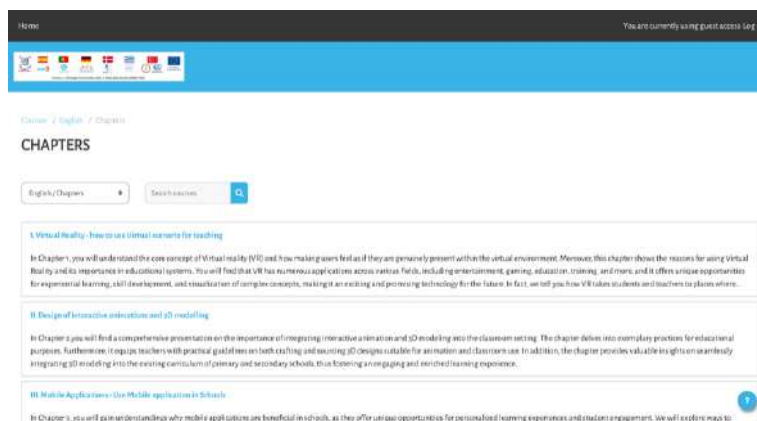 Home
You are currently using guest access Log
Courses / English / Chapters
CHAPTERS
English / Chapters
Search courses
I. Virtual Reality - how to use Virtual scenario for teaching
In Chapter 1, you will understand the core concept of Virtual reality (VR) and how making users feel as if they are genuinely present within the virtual environment. Moreover, this chapter shows the reasons for using Virtual
Reality and its importance in educational systems. You will find that VR has numerous applications across various fields, including entertainment, gaming, education, training, and more, and it offers unique opportunities
for experiential learning, skill development, and visualization of complex concepts, making it an exciting and promising technology for the future. In fact, we tell you how VR takes students and teachers to places where...
II. Design of interactive animations and 3D modelling
In Chapter 2 you will find a comprehensive presentation on the importance of integrating interactive animation and 3D modeling into the classroom setting. The chapter delves into exemplary practices for educational
purposes. Furthermore, it equips teachers with practical guidelines on both crafting and sourcing 3D designs suitable for animation and classroom use. In addition, the chapter provides valuable insights on seamlessly
integrating 3D modeling into the existing curriculum of primary and secondary schools, thus fostering an engaging and enriched learning experience.
III. Mobile Applications - Use Mobile application in Schools
?
In Chapter 3, you will gain understandings why mobile applications are beneficial in schools, as they offer unique opportunities for personalized learning experiences and student engagement. We will explore ways to